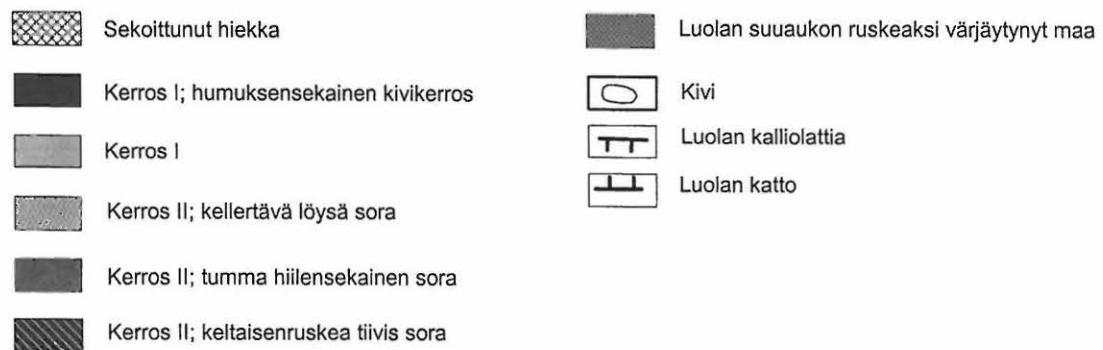 Sekoittunut hiekka
Kerros I; humuksensekainen kivikerros
Kerros I
Kerros II; kellertävä löysä sora
Kerros II; tumma hiilensekainen sora
Kerros II; keltaisenruskea tiivis sora
Luolan suuaukon ruskeaksi värjäytynyt maa
Kivi
Luolan kalliolattia
Luolan katto